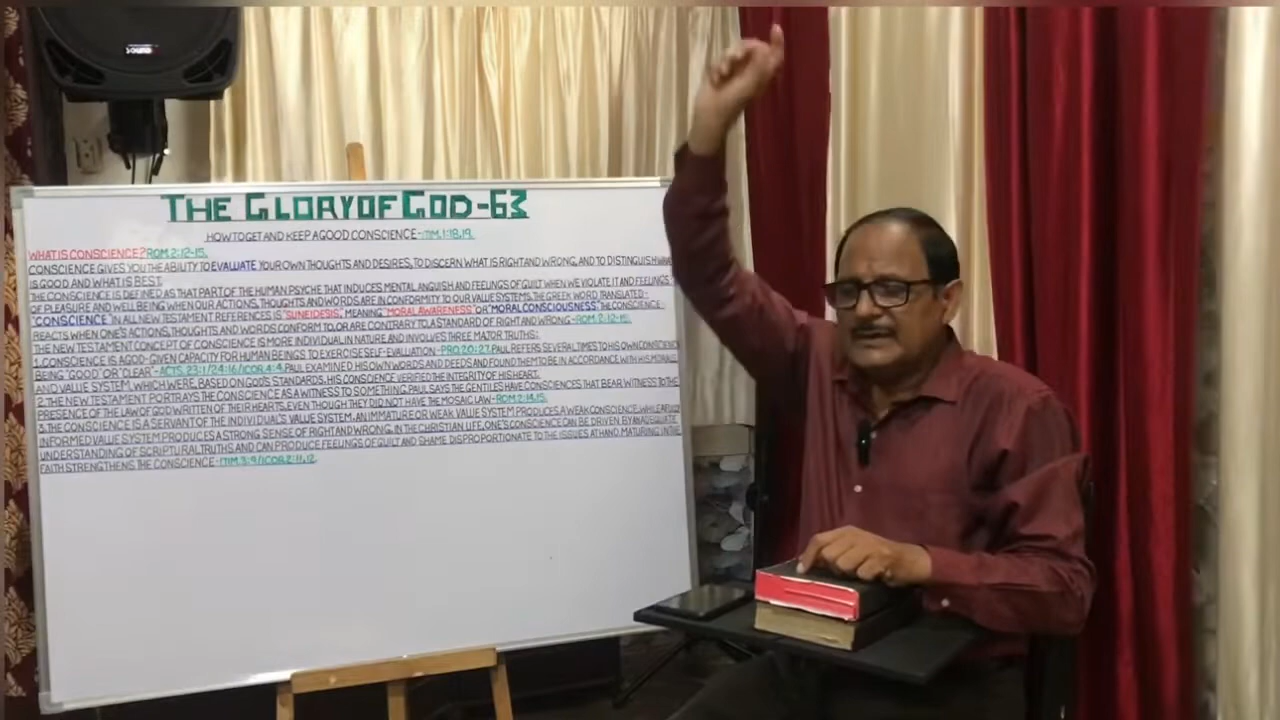 SOUND
THE GLORY OF GOD-63
HOW TO GET AND KEEP A GOOD CONSCIENCE-1TIM.1:18,19.
WHAT IS CONSCIENCE? ROM.2:12-15.
CONSCIENCE GIVES YOU THE ABILITY TO EVALUATE YOUR OWN THOUGHTS AND DESIRES, TO DISCERN WHAT IS RIGHT AND WRONG, AND TO DISTINGUISH WHAT
IS GOOD AND WHAT IS BEST.
THE CONSCIENCE IS DEFINED AS THAT PART OF THE HUMAN PSYCHE THAT INDUCES MENTAL ANGUISH AND FEELINGS OF GUILT WHEN WE VIOLATE IT AND FEELINGS-
OF PLEASURE AND WELL BEING WHEN OUR ACTIONS, THOUGHTS AND WORDS ARE IN CONFORMITY TO OUR VALUE SYSTEMS. THE GREEK WORD TRANSLATED-
"CONSCIENCE" IN ALL NEW TESTAMENT REFERENCES IS "SUNEIDESIS," MEANING "MORAL AWARENESS" OR "MORAL CONSCIOUSNESS." THE CONSCIENCE-
REACTS WHEN ONE'S ACTIONS, THOUGHTS AND WORDS CONFORM TO, OR ARE CONTRARY TO A STANDARD OF RIGHT AND WRONG-ROM.2:12-15.
THE NEW TESTAMENT CONCEPT OF CONSCIENCE IS MORE INDIVIDUAL IN NATURE AND INVOLVES THREE MAJOR TRUTHS:
1. CONSCIENCE IS A GOD-GIVEN CAPACITY FOR HUMAN BEINGS TO EXERCISE SELF-EVALUATION-PRO.20:27. PAUL REFERS SEVERAL TIMES TO HIS OWN CONSCIENCE
BEING "GOOD" OR "CLEAR"-ACTS.23:1/24:16/1COR.4:4. PAUL EXAMINED HIS OWN WORDS AND DEEDS AND FOUND THEM TO BE IN ACCORDANCE WITH HIS MORALS
AND VALUE SYSTEM, WHICH WERE, BASED ON GOD'S STANDARDS. HIS CONSCIENCE VERIFIED THE INTEGRITY OF HIS HEART.
2. THE NEW TESTAMENT PORTRAYS THE CONSCIENCE AS A WITNESS TO SOMETHING. PAUL SAYS THE GENTILES HAVE CONSCIENCES THAT BEAR WITNESS TO THE
PRESENCE OF THE LAW OF GOD WRITTEN OF THEIR HEARTS, EVEN THOUGH THEY DID NOT HAVE THE MOSAIC LAW-ROM.2:14,15.
3. THE CONSCIENCE IS A SERVANT OF THE INDIVIDUAL'S VALUE SYSTEM. AN IMMATURE OR WEAK VALUE SYSTEM PRODUCES A WEAK CONSCIENCE, WHILE A FULLY
INFORMED VALUE SYSTEM PRODUCES A STRONG SENSE OF RIGHT AND WRONG. IN THE CHRISTIAN LIFE, ONE'S CONSCIENCE CAN BE DRIVEN BY AN
UNDERSTANDING OF SCRIPTURAL TRUTHS AND CAN PRODUCE FEELINGS OF GUILT AND SHAME DISPROPORTIONATE TO THE ISSUES AT HAND. MATURING IN THE
FAITH STRENGTHENS THE CONSCIENCE-1TIM.3:9/1COR.2:11,12.